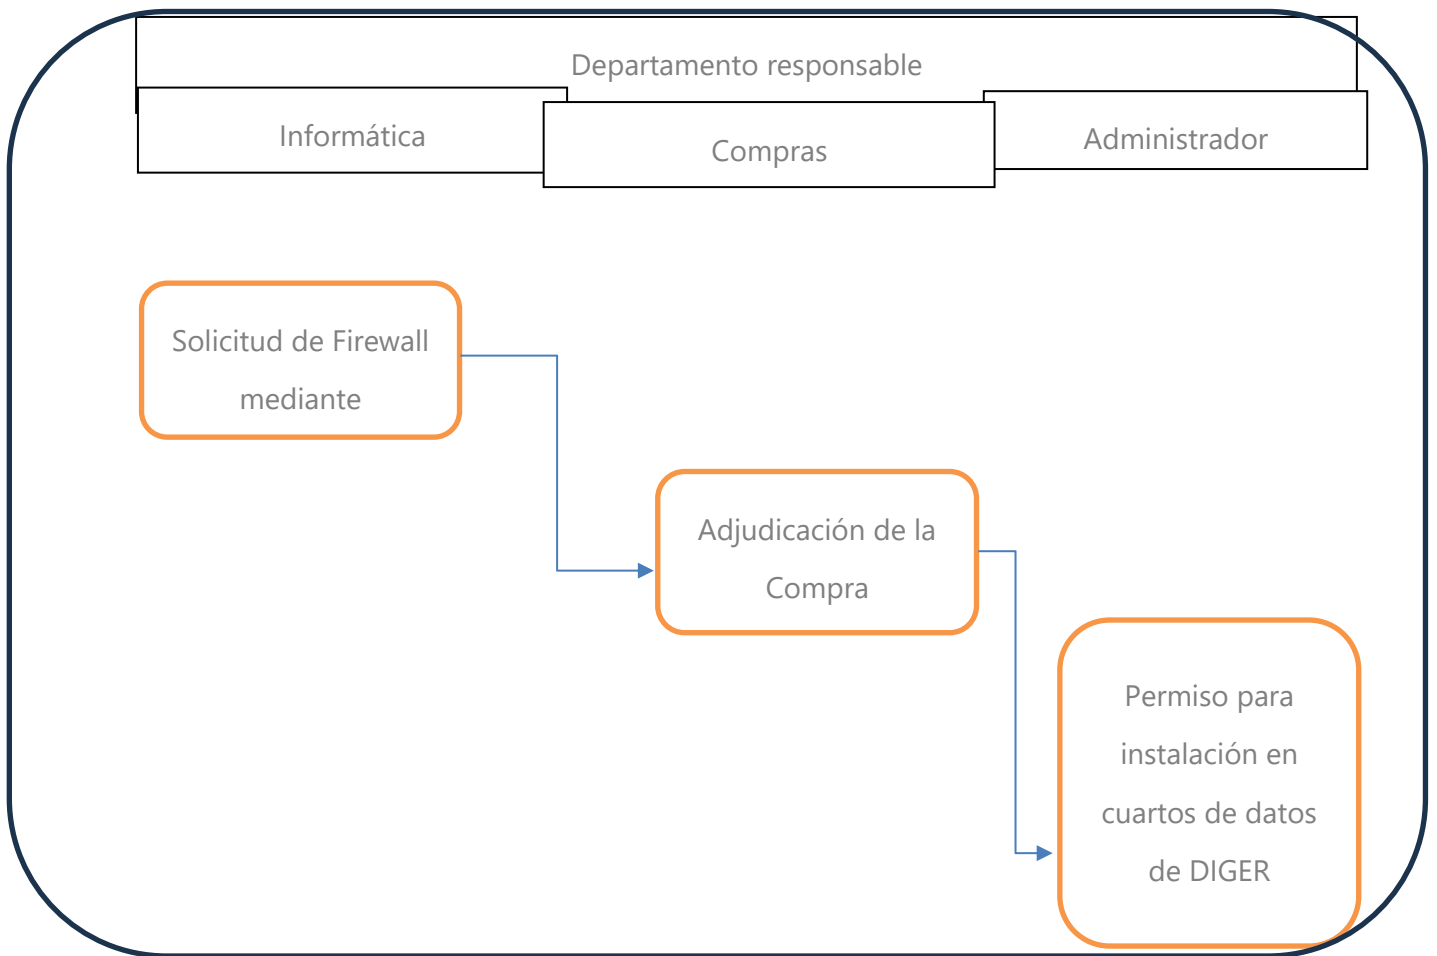 Departamento responsable
Informática
Compras
Administrador
Solicitud de Firewall
mediante
Adjudicación de la
Compra
Permiso para
instalación en
cuartos de datos
de DIGER